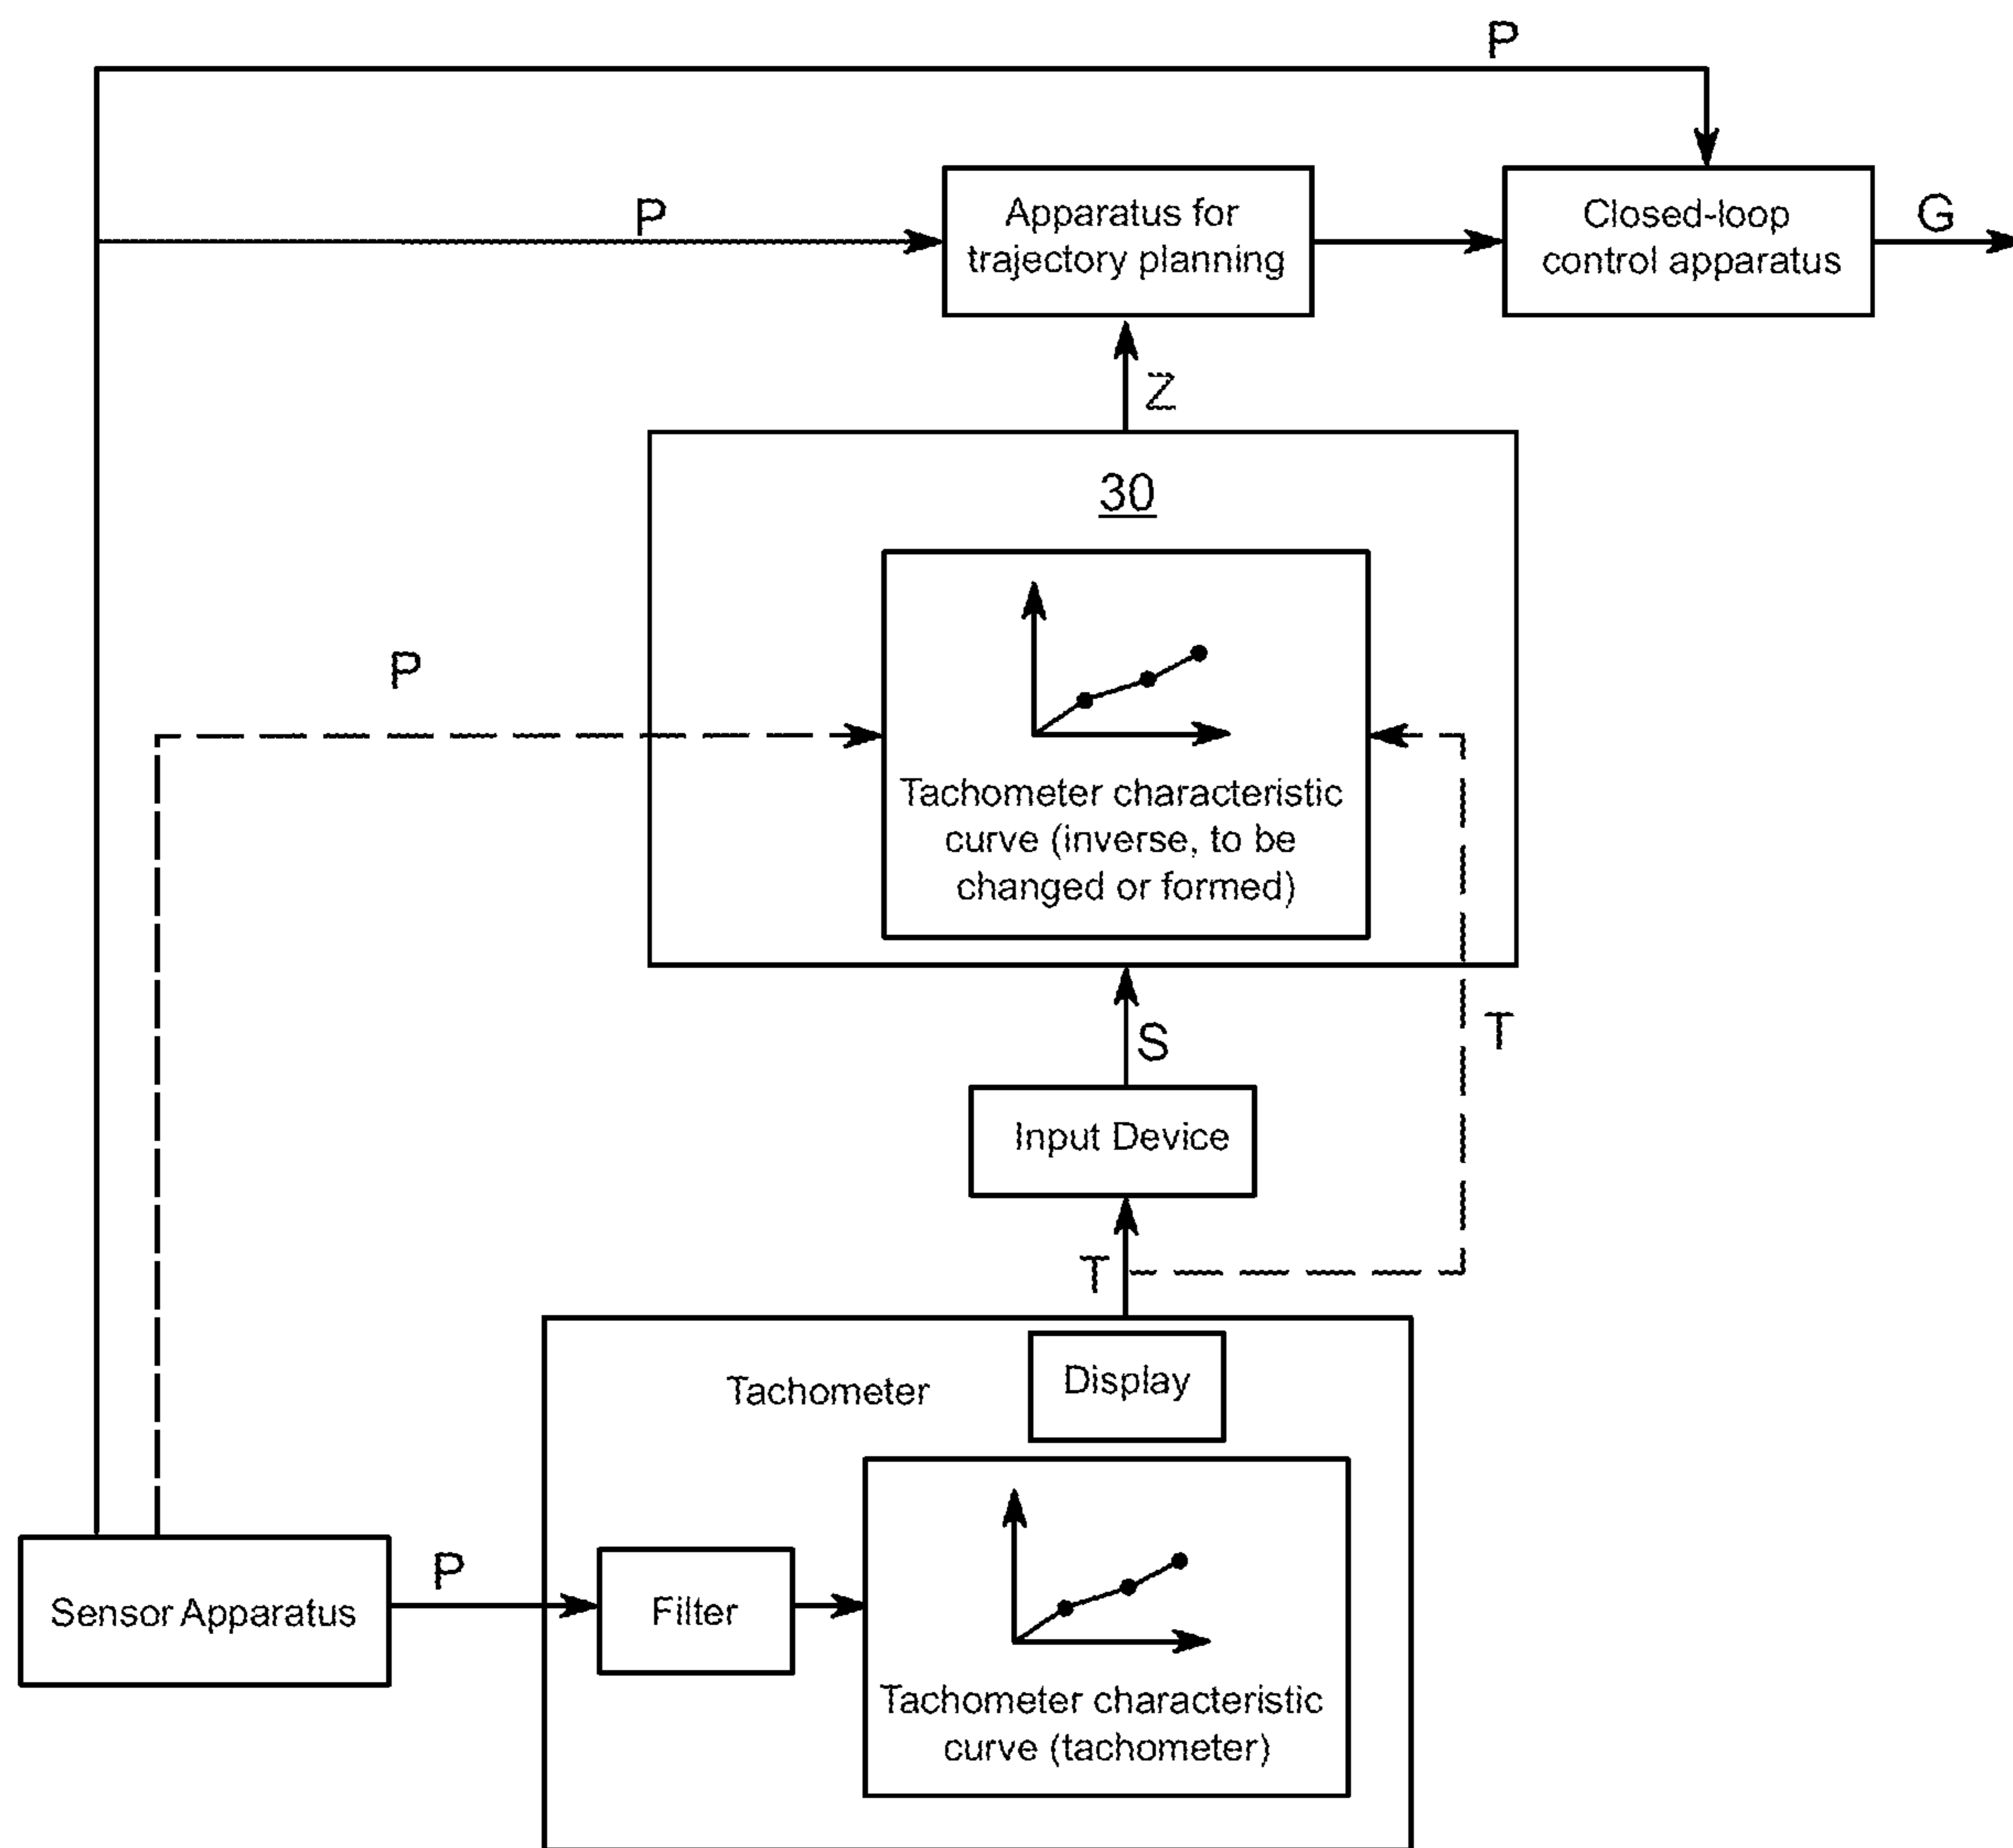 P
P
Apparatus for
trajectory planning
Closed-loop
control apparatus
G
Z
30
P
Tachometer characteristic
curve (inverse, to be
changed or formed)
S
T
Input Device
T
Tachometer
Display
Sensor Apparatus
P
Filter
Tachometer characteristic
curve (tachometer)